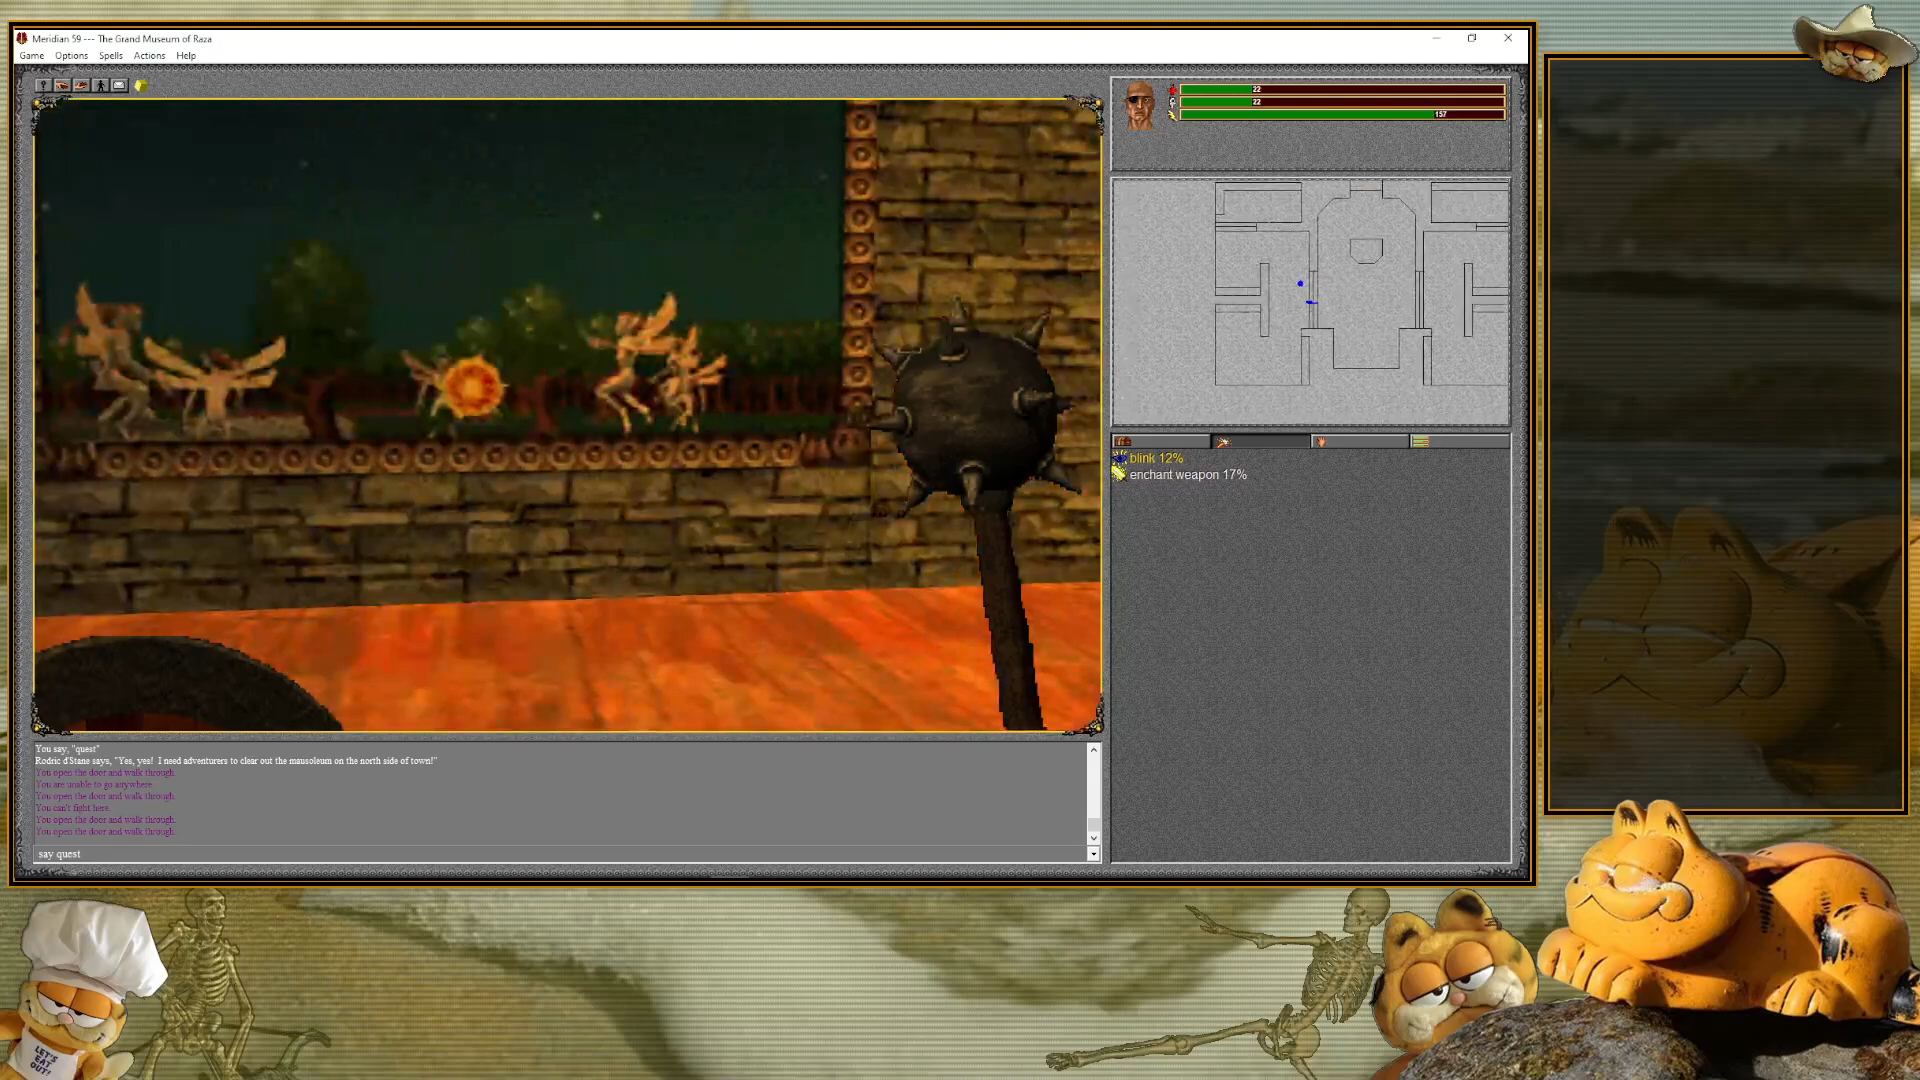 Meridian 59 --- The Grand Museum of Raza
Game Options Spells Actions Help
22
22
157
blink 12%
enchant weapon 17%
You say, "quest"
Rodric d'Stane says, "Yes, yes!  I need adventurers to clear out the mausoleum on the north side of town!"
You open the door and walk through.
You are unable to go anywhere.
You open the door and walk through.
You can't fight here.
You open the door and walk through.
You open the door and walk through.
say quest
LET'S
EAT
OUT!